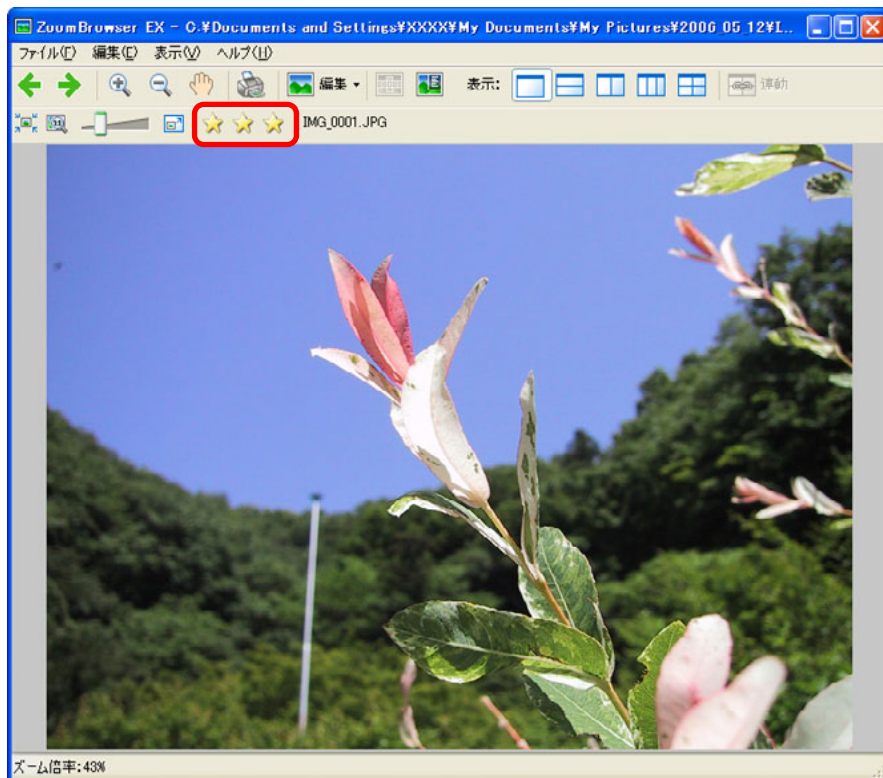 ZoomBrowser EX - C:¥Documents and Settings¥XXXX¥My Documents¥My Pictures¥2006_05_12¥I...
ファイル(F) 編集(E) 表示(V) ヘルプ(H)
編集 表示: 連動
IMG_0001.JPG
ズーム倍率:43%